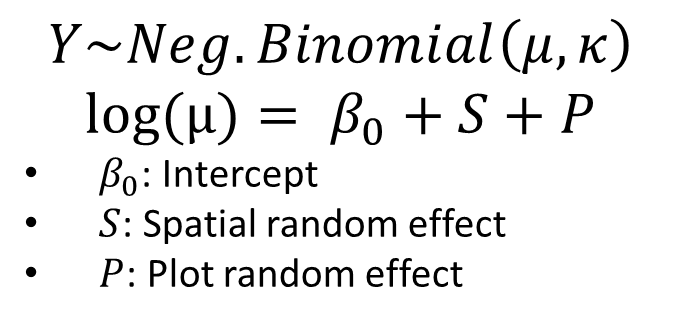 Y~Neg.Binomial(μ,κ)
log(μ) = β₀ + S + P
• β₀: Intercept
• S: Spatial random effect
• P: Plot random effect